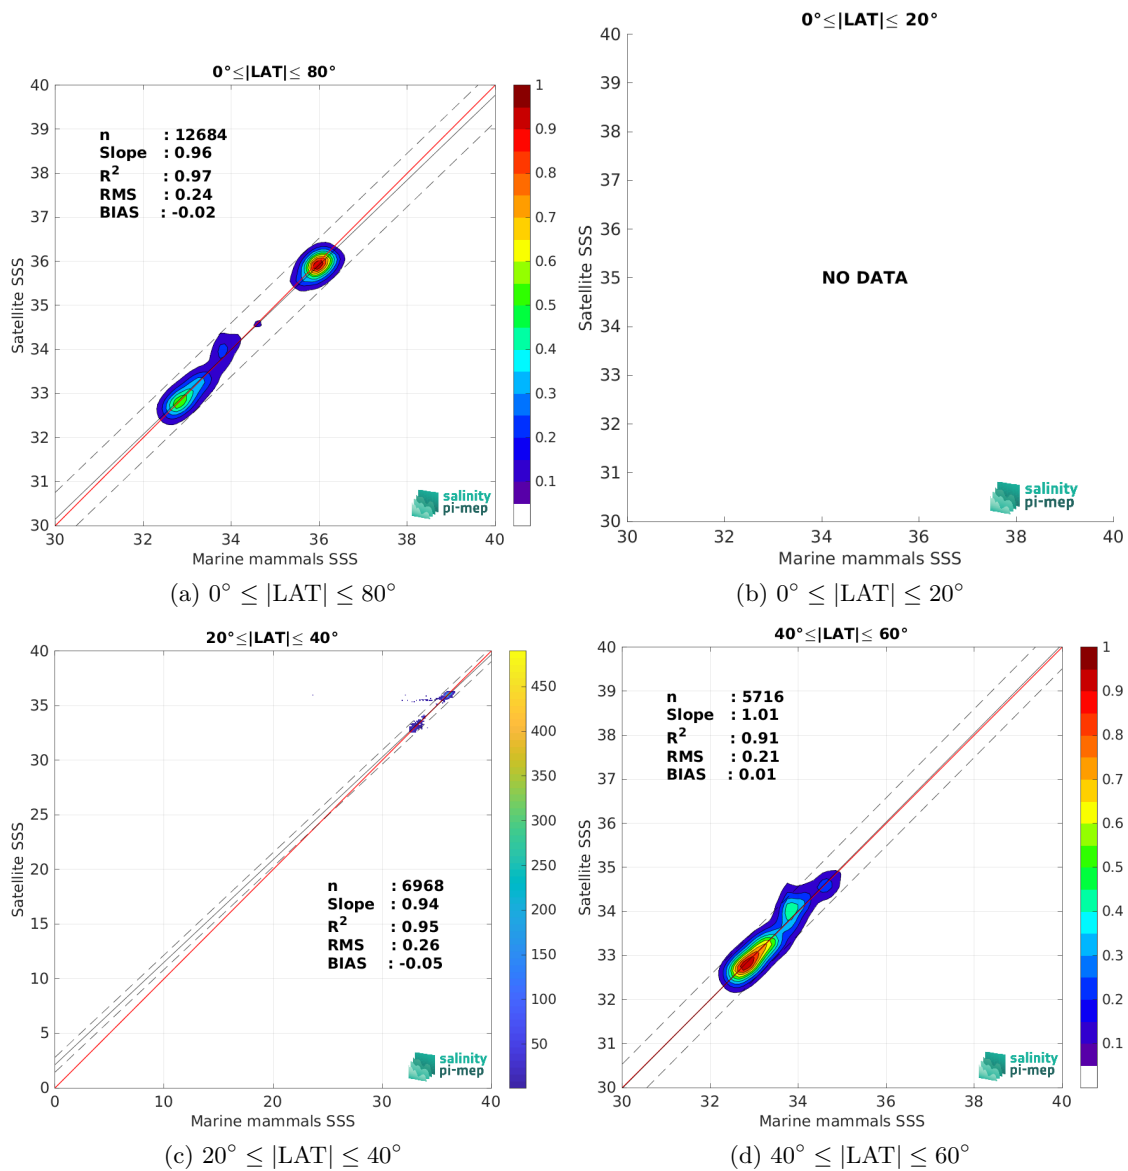 0°≤|LAT|≤ 80°
40
39
38
37
36
35
34
33
32
31
30
Satellite SSS
n : 12684
Slope : 0.96
R² : 0.97
RMS : 0.24
BIAS : -0.02
salinity
pi-mep
30 32 34 36 38 40
Marine mammals SSS
1
0.9
0.8
0.7
0.6
0.5
0.4
0.3
0.2
0.1
(a) 0° ≤ |LAT| ≤ 80°
0°≤|LAT|≤ 20°
40
39
38
37
36
35
34
33
32
31
30
Satellite SSS
NO DATA
salinity
pi-mep
30 32 34 36 38 40
Marine mammals SSS
(b) 0° ≤ |LAT| ≤ 20°
20°≤|LAT|≤ 40°
40
35
30
25
20
15
10
5
0
Satellite SSS
n : 6968
Slope : 0.94
R² : 0.95
RMS : 0.26
BIAS : -0.05
salinity
pi-mep
0 10 20 30 40
Marine mammals SSS
450
400
350
300
250
200
150
100
50
(c) 20° ≤ |LAT| ≤ 40°
40°≤|LAT|≤ 60°
40
39
38
37
36
35
34
33
32
31
30
Satellite SSS
n : 5716
Slope : 1.01
R² : 0.91
RMS : 0.21
BIAS : 0.01
salinity
pi-mep
30 32 34 36 38 40
Marine mammals SSS
1
0.9
0.8
0.7
0.6
0.5
0.4
0.3
0.2
0.1
(d) 40° ≤ |LAT| ≤ 60°